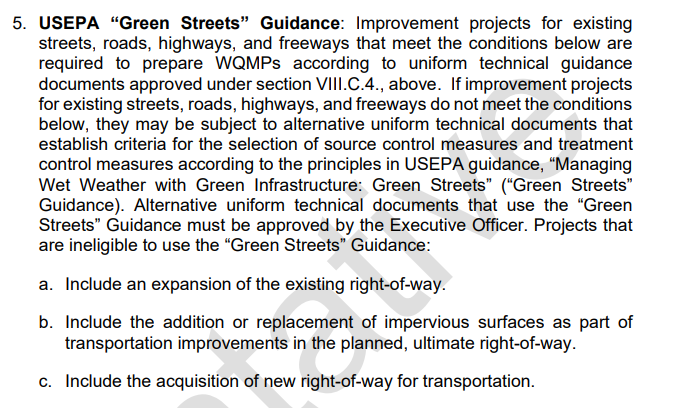 5. USEPA “Green Streets” Guidance: Improvement projects for existing
streets, roads, highways, and freeways that meet the conditions below are
required to prepare WQMPs according to uniform technical guidance
documents approved under section VIII.C.4., above. If improvement projects
for existing streets, roads, highways, and freeways do not meet the conditions
below, they may be subject to alternative uniform technical documents that
establish criteria for the selection of source control measures and treatment
control measures according to the principles in USEPA guidance, “Managing
Wet Weather with Green Infrastructure: Green Streets” (“Green Streets”
Guidance). Alternative uniform technical documents that use the “Green
Streets” Guidance must be approved by the Executive Officer. Projects that
are ineligible to use the “Green Streets” Guidance:
a. Include an expansion of the existing right-of-way.
b. Include the addition or replacement of impervious surfaces as part of
transportation improvements in the planned, ultimate right-of-way.
c. Include the acquisition of new right-of-way for transportation.